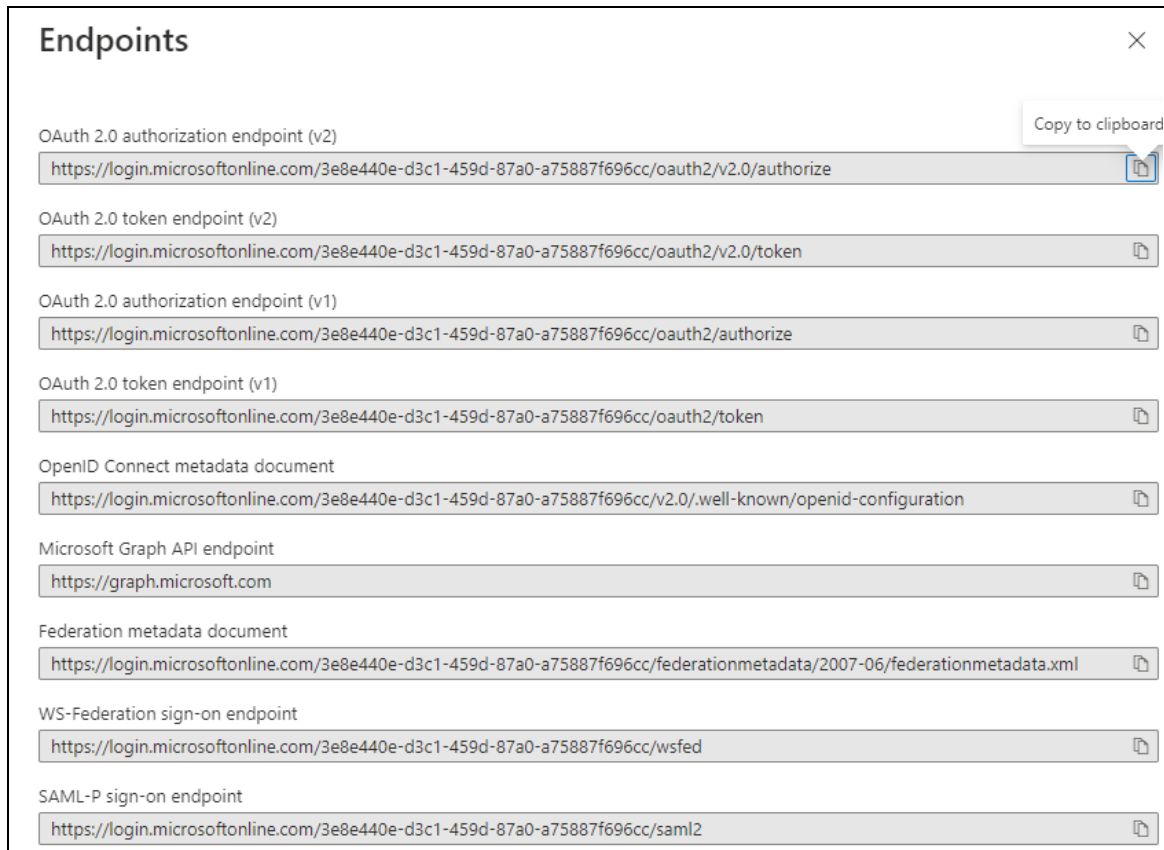 Endpoints
Copy to clipboard
OAuth 2.0 authorization endpoint (v2)
https://login.microsoftonline.com/3e8e440e-d3c1-459d-87a0-a75887f696cc/oauth2/v2.0/authorize
OAuth 2.0 token endpoint (v2)
https://login.microsoftonline.com/3e8e440e-d3c1-459d-87a0-a75887f696cc/oauth2/v2.0/token
OAuth 2.0 authorization endpoint (v1)
https://login.microsoftonline.com/3e8e440e-d3c1-459d-87a0-a75887f696cc/oauth2/authorize
OAuth 2.0 token endpoint (v1)
https://login.microsoftonline.com/3e8e440e-d3c1-459d-87a0-a75887f696cc/oauth2/token
OpenID Connect metadata document
https://login.microsoftonline.com/3e8e440e-d3c1-459d-87a0-a75887f696cc/v2.0/.well-known/openid-configuration
Microsoft Graph API endpoint
https://graph.microsoft.com
Federation metadata document
https://login.microsoftonline.com/3e8e440e-d3c1-459d-87a0-a75887f696cc/federationmetadata/2007-06/federationmetadata.xml
WS-Federation sign-on endpoint
https://login.microsoftonline.com/3e8e440e-d3c1-459d-87a0-a75887f696cc/wsfed
SAML-P sign-on endpoint
https://login.microsoftonline.com/3e8e440e-d3c1-459d-87a0-a75887f696cc/saml2